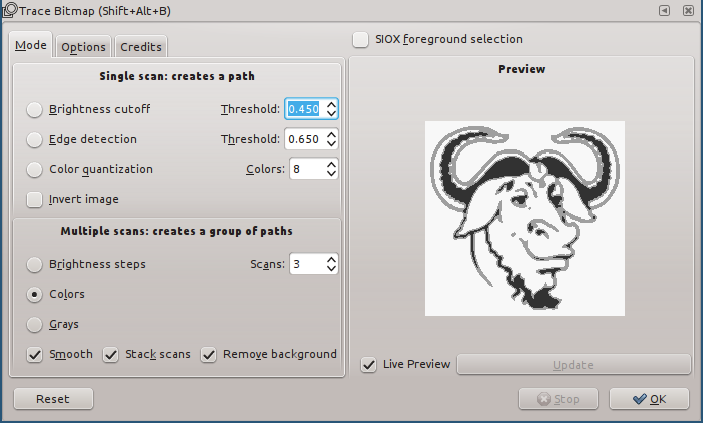 Trace Bitmap (Shift+Alt+B)
Mode Options Credits
SIOX foreground selection
Single scan: creates a path
Brightness cutoff Threshold: 0.450
Edge detection Threshold: 0.650
Color quantization Colors: 8
Invert image
Multiple scans: creates a group of paths
Brightness steps Scans: 3
Colors
Grays
Smooth Stack scans Remove background
Preview
Live Preview Update
Reset Stop OK